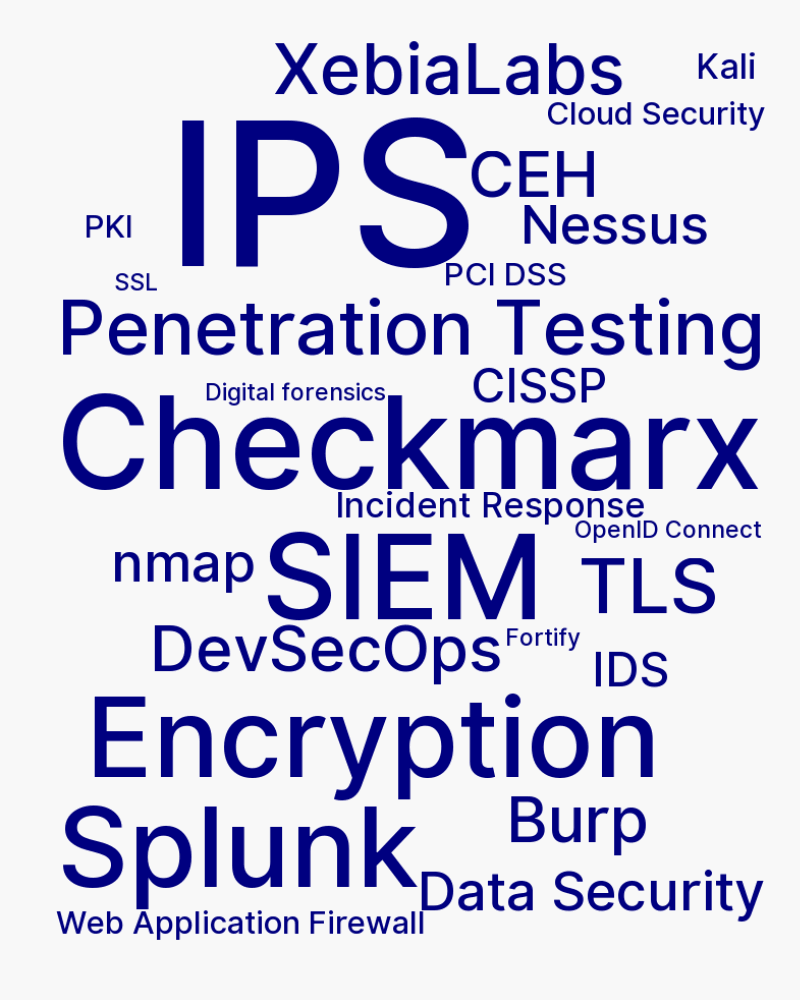 XebiaLabs
Kali
Cloud Security
IPS
CEH
PKI
Nessus
SSL
PCI DSS
Penetration Testing
Digital forensics
CISSP
Checkmarx
Incident Response
OpenID Connect
nmap
SIEM
TLS
DevSecOps
Fortify
IDS
Encryption
Splunk
Burp
Data Security
Web Application Firewall